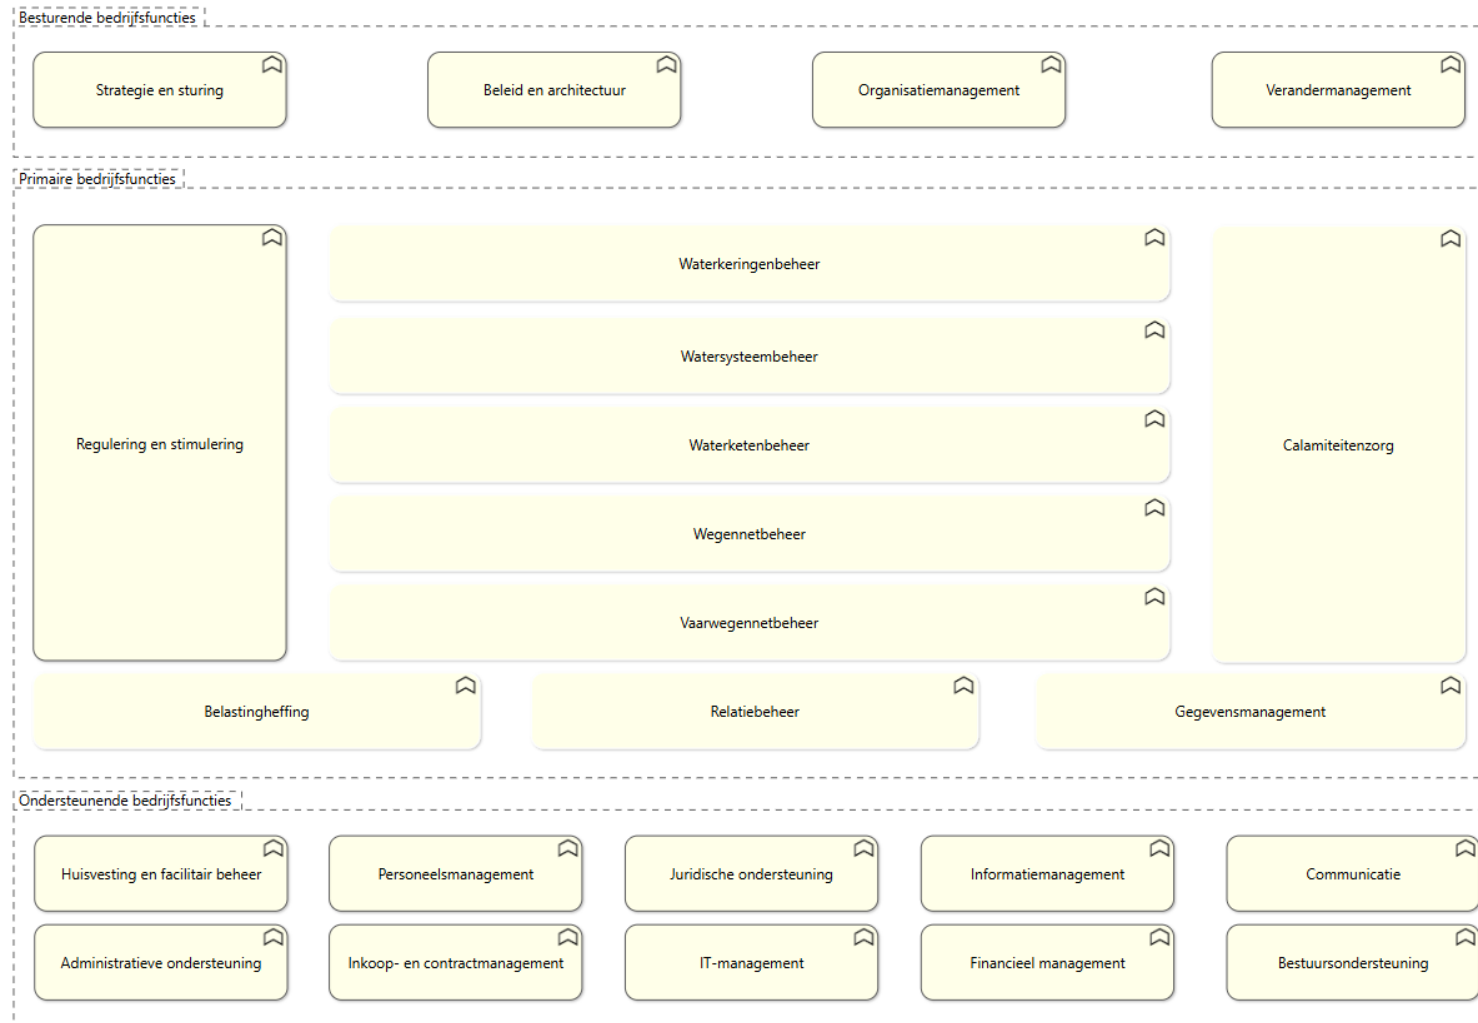 Besturende bedrijfsfuncties
Strategie en sturing
Beleid en architectuur
Organisatiemanagement
Verandermanagement
Primaire bedrijfsfuncties
Regulering en stimulering
Waterkeringenbeheer
Watersysteembeheer
Waterketenbeheer
Wegennetbeheer
Vaarwegennetbeheer
Calamiteitenzorg
Belastingheffing
Relatiebeheer
Gegevensmanagement
Ondersteunende bedrijfsfuncties
Huisvesting en facilitair beheer
Personeelsmanagement
Juridische ondersteuning
Informatiemanagement
Communicatie
Administratieve ondersteuning
Inkoop- en contractmanagement
IT-management
Financieel management
Bestuursondersteuning